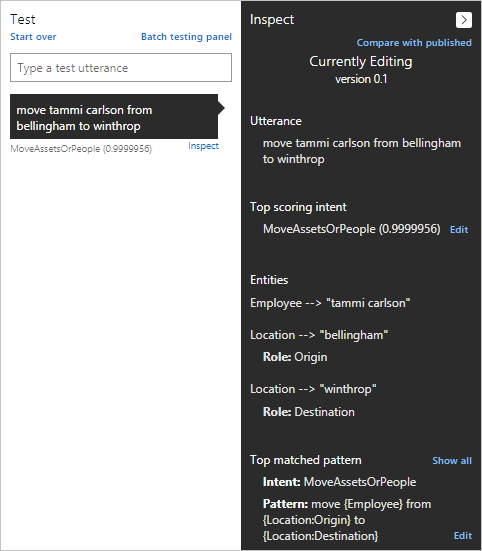 Test
Start over
Batch testing panel
Type a test utterance
move tammi carlson from
bellingham to winthrop
MoveAssetsOrPeople (0.9999956)
Inspect
Inspect
Compare with published
Currently Editing
version 0.1
Utterance
move tammi carlson from bellingham
to winthrop
Top scoring intent
MoveAssetsOrPeople (0.9999956)
Edit
Entities
Employee --> "tammi carlson"
Location --> "bellingham"
Role: Origin
Location --> "winthrop"
Role: Destination
Top matched pattern
Show all
Intent: MoveAssetsOrPeople
Pattern: move {Employee} from
{Location:Origin} to
{Location:Destination}
Edit